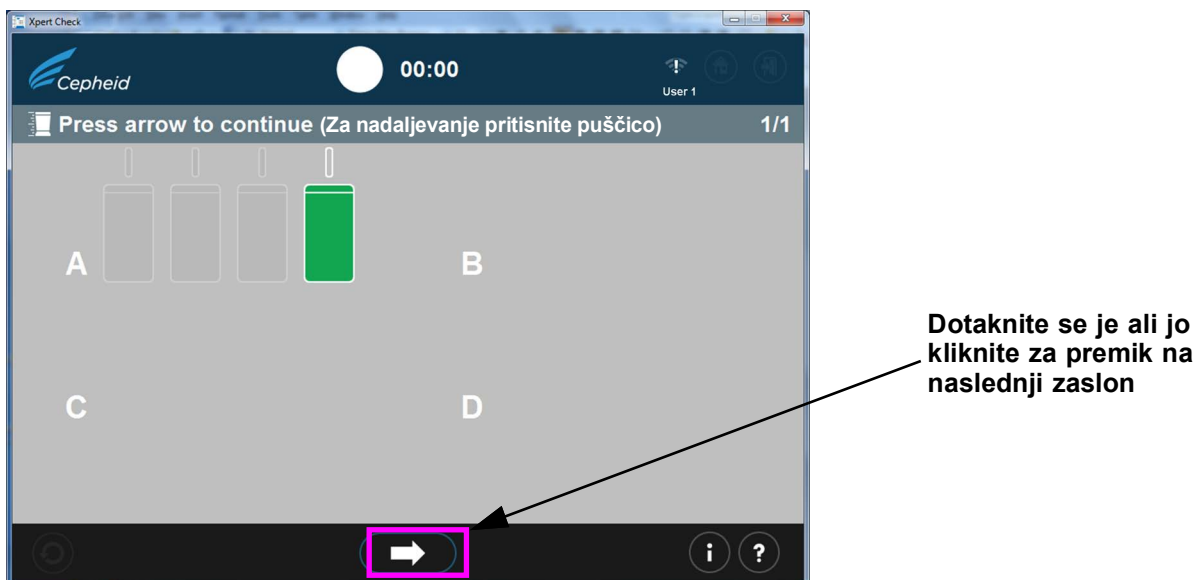 Xpert Check
Cepheid
00:00
User 1
Press arrow to continue (Za nadaljevanje pritisnite puščico)
1/1
A
B
C
D
Dotaknite se je ali jo
kliknite za premik na
naslednji zaslon
i
?